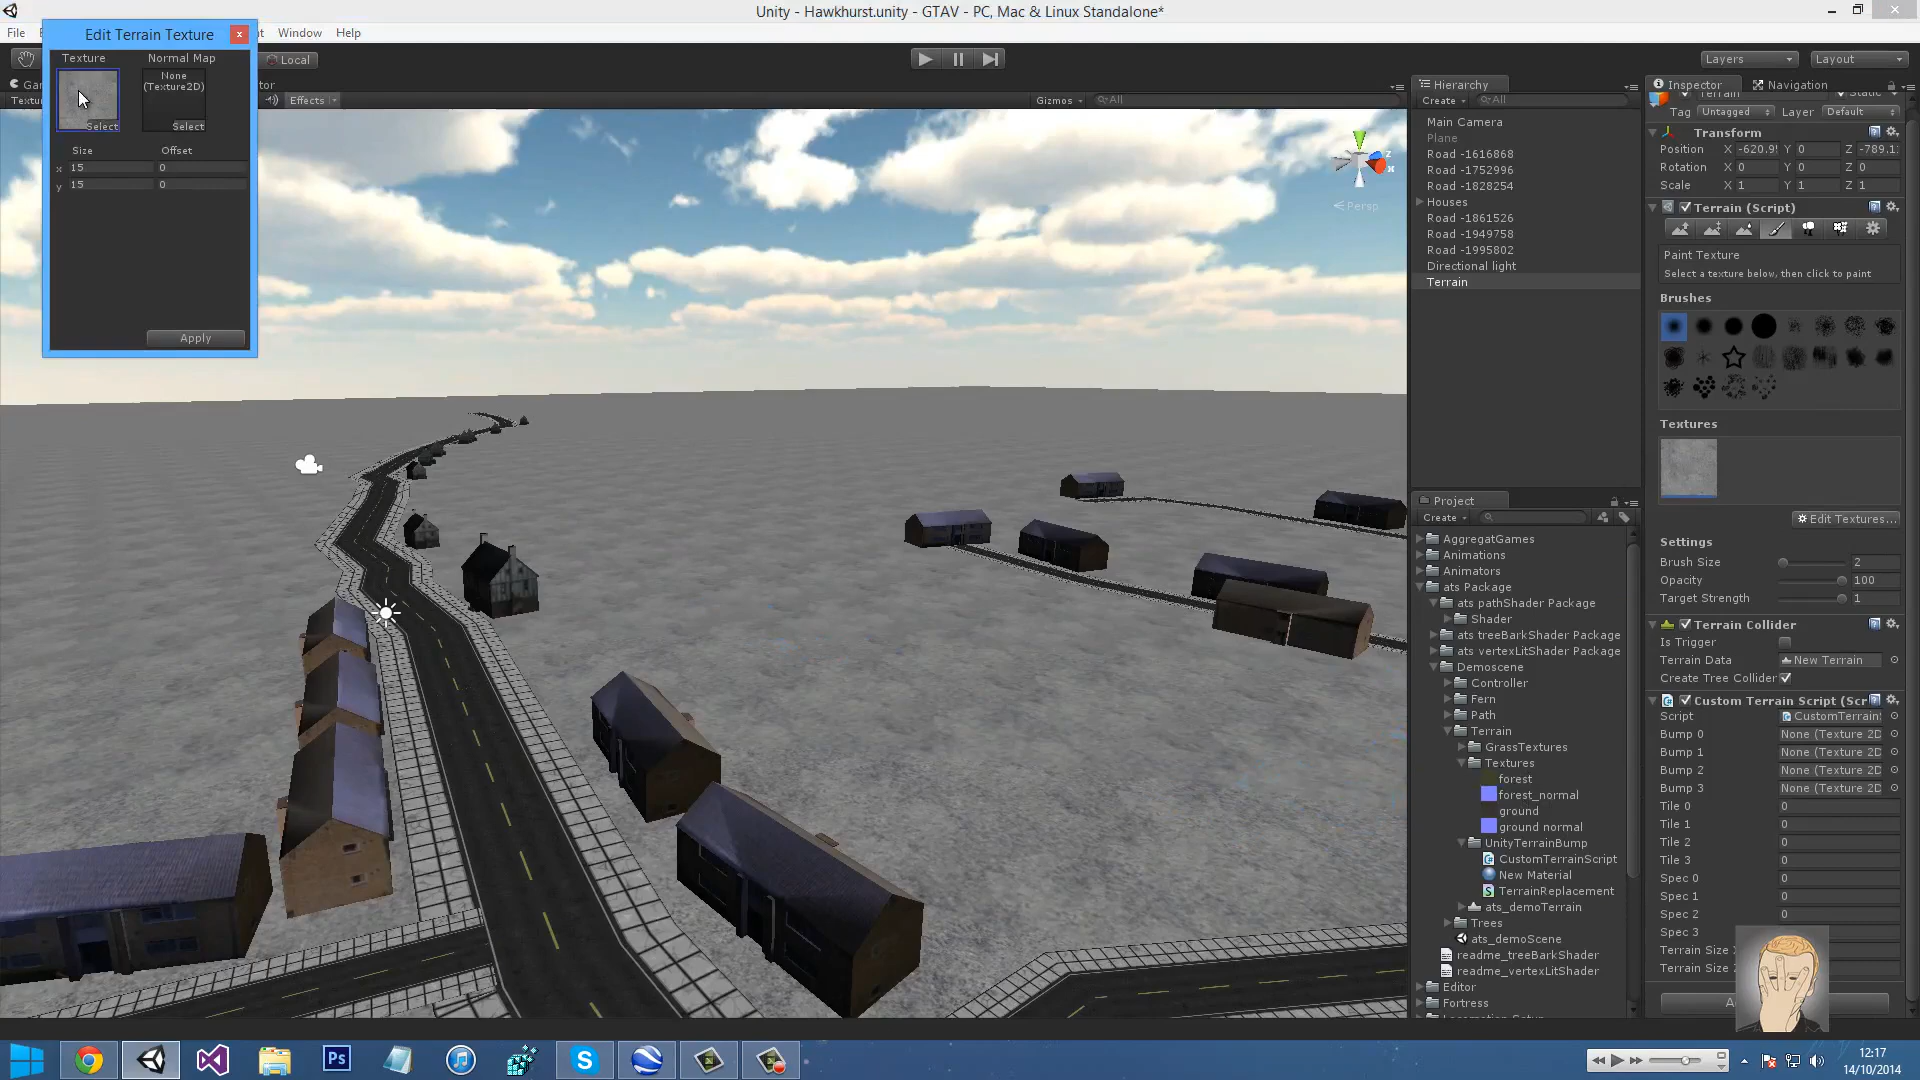 Unity - Hawkhurst.unity - GTAV - PC, Mac & Linux Standalone*
File
Window
Help
Edit Terrain Texture
Texture
Normal Map
None
(Texture2D)
Select
Select
Size
Offset
x 15 0
y 15 0
Apply
Local
Layers
Layout
Effects
Gizmos
All
Hierarchy
Create
All
Main Camera
Plane
Road -1616868
Road -1752996
Road -1828254
Houses
Road -1861526
Road -1949758
Road -1995802
Directional light
Terrain
Persp
z
x
Project
Create
AggregatGames
Animations
Animators
ats Package
ats pathShader Package
Shader
ats treeBarkShader Package
ats vertexLitShader Package
Demoscene
Controller
Fern
Path
Terrain
GrassTextures
Textures
forest
forest_normal
ground
ground normal
UnityTerrainBump
CustomTerrainScript
New Material
TerrainReplacement
ats_demoTerrain
Trees
ats_demoScene
readme_treeBarkShader
readme_vertexLitShader
Editor
Fortress
Inspector
Navigation
Tag Untagged Layer Default
Transform
Position X -620.9 Y 0 Z -789.1
Rotation X 0 Y 0 Z 0
Scale X 1 Y 1 Z 1
Terrain (Script)
Paint Texture
Select a texture below, then click to paint
Brushes
Textures
Edit Textures...
Settings
Brush Size 2
Opacity 100
Target Strength 1
Terrain Collider
Is Trigger
Terrain Data New Terrain
Create Tree Collider
Custom Terrain Script (Scr
Script CustomTerrain
Bump 0 None (Texture 2D
Bump 1 None (Texture 2D
Bump 2 None (Texture 2D
Bump 3 None (Texture 2D
Tile 0 0
Tile 1 0
Tile 2 0
Tile 3 0
Spec 0 0
Spec 1 0
Spec 2 0
Spec 3
Terrain Size
Terrain Size
Ps
12:17
14/10/2014